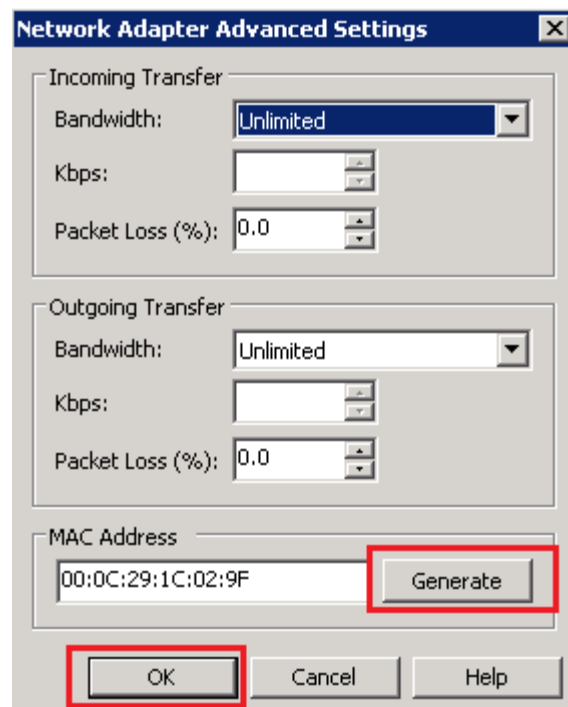 Network Adapter Advanced Settings
Incoming Transfer
Bandwidth: Unlimited
Kbps:
Packet Loss (%): 0.0
Outgoing Transfer
Bandwidth: Unlimited
Kbps:
Packet Loss (%): 0.0
MAC Address
00:0C:29:1C:02:9F Generate
OK Cancel Help